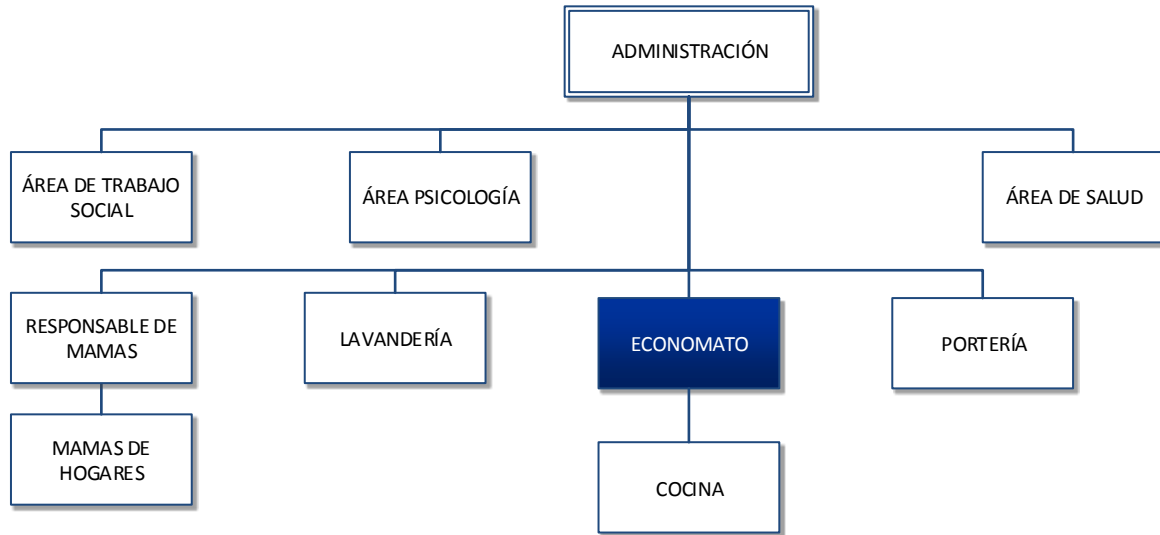 ADMINISTRACIÓN
ÁREA DE TRABAJO
SOCIAL
ÁREA PSICOLOGÍA
ÁREA DE SALUD
RESPONSABLE DE
MAMAS
LAVANDERÍA
ECONOMATO
PORTERÍA
MAMAS DE
HOGARES
COCINA